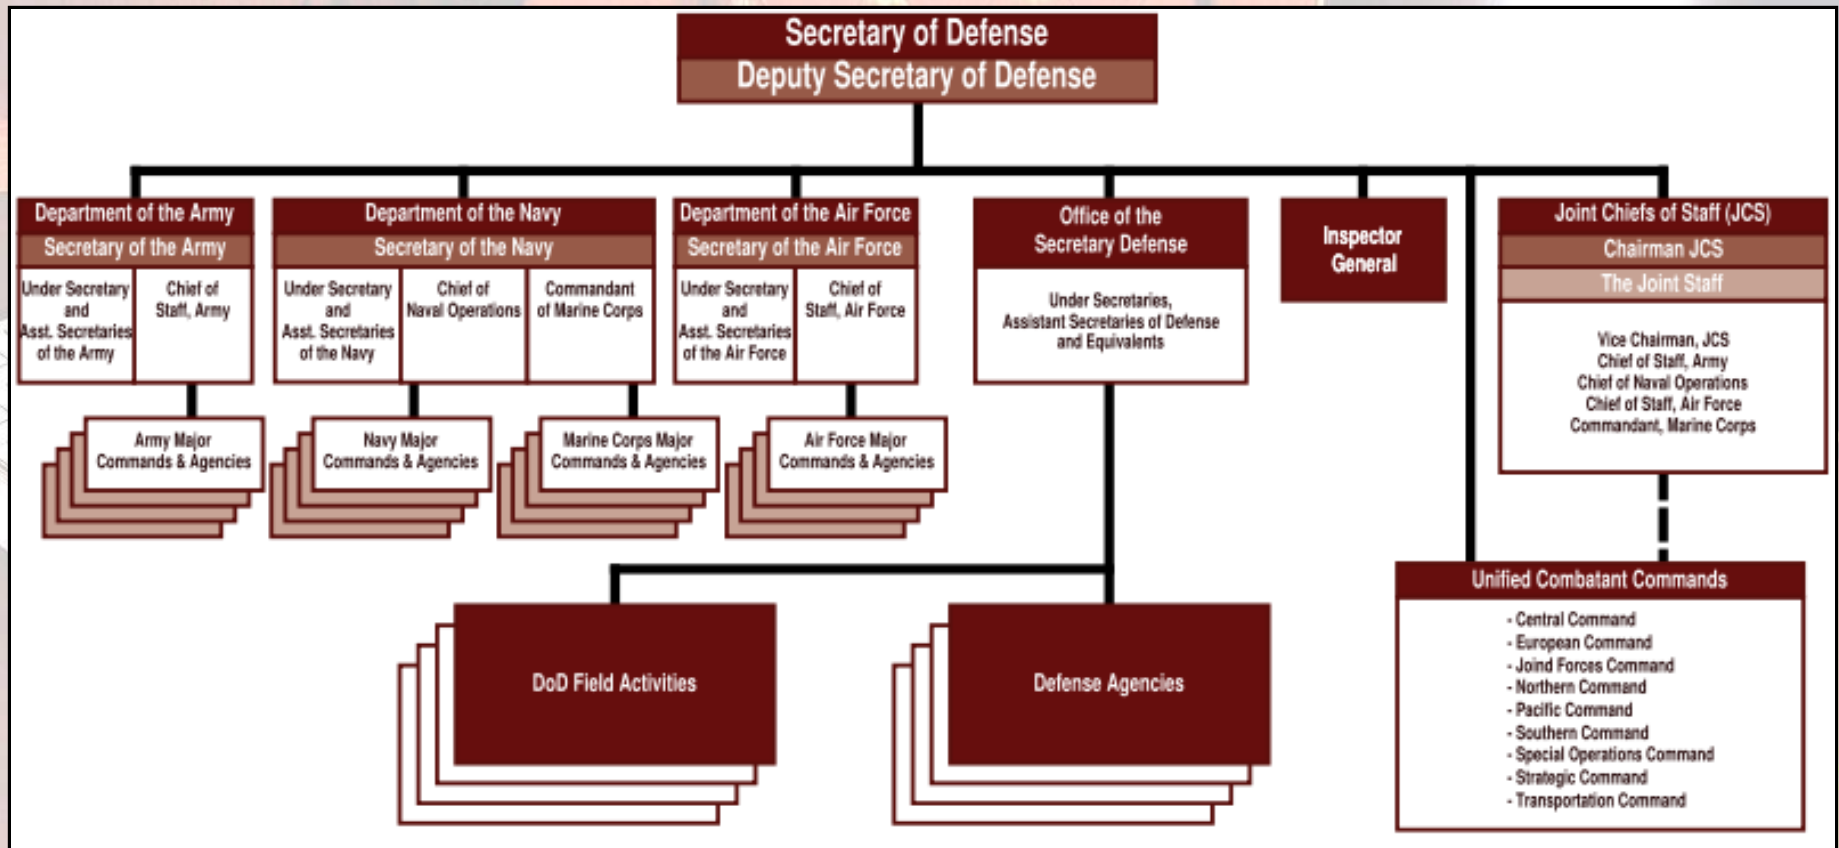 Secretary of Defense
Deputy Secretary of Defense
Department of the Army
Secretary of the Army
Under Secretary
and
Asst. Secretaries
of the Army
Chief of
Staff, Army
Army Major
Commands & Agencies
Department of the Navy
Secretary of the Navy
Under Secretary
and
Asst. Secretaries
of the Navy
Chief of
Naval Operations
Commandant
of Marine Corps
Navy Major
Commands & Agencies
Marine Corps Major
Commands & Agencies
Department of the Air Force
Secretary of the Air Force
Under Secretary
and
Asst. Secretaries
of the Air Force
Chief of
Staff, Air Force
Air Force Major
Commands & Agencies
Office of the
Secretary Defense
Under Secretaries,
Assistant Secretaries of Defense
and Equivalents
DoD Field Activities
Defense Agencies
Inspector
General
Joint Chiefs of Staff (JCS)
Chairman JCS
The Joint Staff
Vice Chairman, JCS
Chief of Staff, Army
Chief of Naval Operations
Chief of Staff, Air Force
Commandant, Marine Corps
Unified Combatant Commands
- Central Command
- European Command
- Joind Forces Command
- Northern Command
- Pacific Command
- Southern Command
- Special Operations Command
- Strategic Command
- Transportation Command